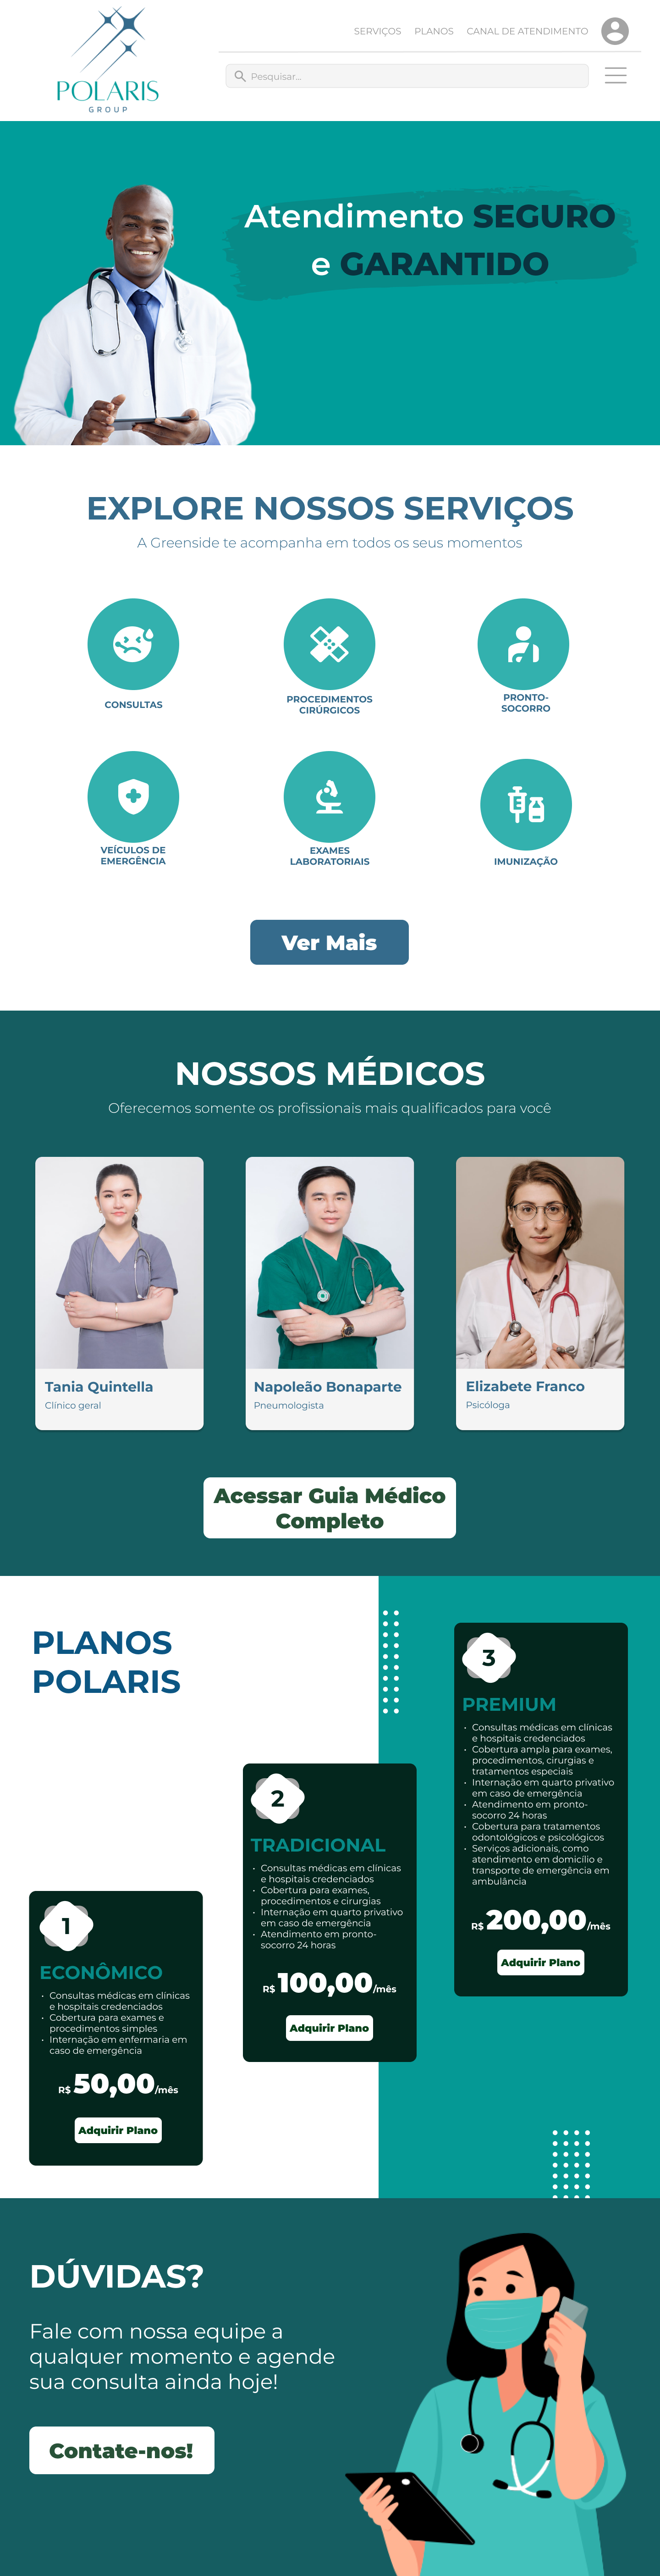 POLARIS
GROUP
SERVIÇOS PLANOS CANAL DE ATENDIMENTO
Pesquisar...
Atendimento SEGURO
e GARANTIDO
EXPLORE NOSSOS SERVIÇOS
A Greenside te acompanha em todos os seus momentos
CONSULTAS
PROCEDIMENTOS
CIRÚRGICOS
PRONTO-
SOCORRO
VEÍCULOS DE
EMERGÊNCIA
EXAMES
LABORATORIAIS
IMUNIZAÇÃO
Ver Mais
NOSSOS MÉDICOS
Oferecemos somente os profissionais mais qualificados para você
Tania Quintella
Clínico geral
Napoleão Bonaparte
Pneumologista
Elizabete Franco
Psicóloga
Acessar Guia Médico
Completo
PLANOS
POLARIS
1
ECONÔMICO
• Consultas médicas em clínicas
e hospitais credenciados
• Cobertura para exames e
procedimentos simples
• Internação em enfermaria em
caso de emergência
R$ 50,00/mês
Adquirir Plano
2
TRADICIONAL
• Consultas médicas em clínicas
e hospitais credenciados
• Cobertura para exames,
procedimentos e cirurgias
• Internação em quarto privativo
em caso de emergência
• Atendimento em pronto-
socorro 24 horas
R$ 100,00/mês
Adquirir Plano
3
PREMIUM
• Consultas médicas em clínicas
e hospitais credenciados
• Cobertura ampla para exames,
procedimentos, cirurgias e
tratamentos especiais
• Internação em quarto privativo
em caso de emergência
• Atendimento em pronto-
socorro 24 horas
• Cobertura para tratamentos
odontológicos e psicológicos
• Serviços adicionais, como
atendimento em domicílio e
transporte de emergência em
ambulância
R$ 200,00/mês
Adquirir Plano
DÚVIDAS?
Fale com nossa equipe a
qualquer momento e agende
sua consulta ainda hoje!
Contate-nos!